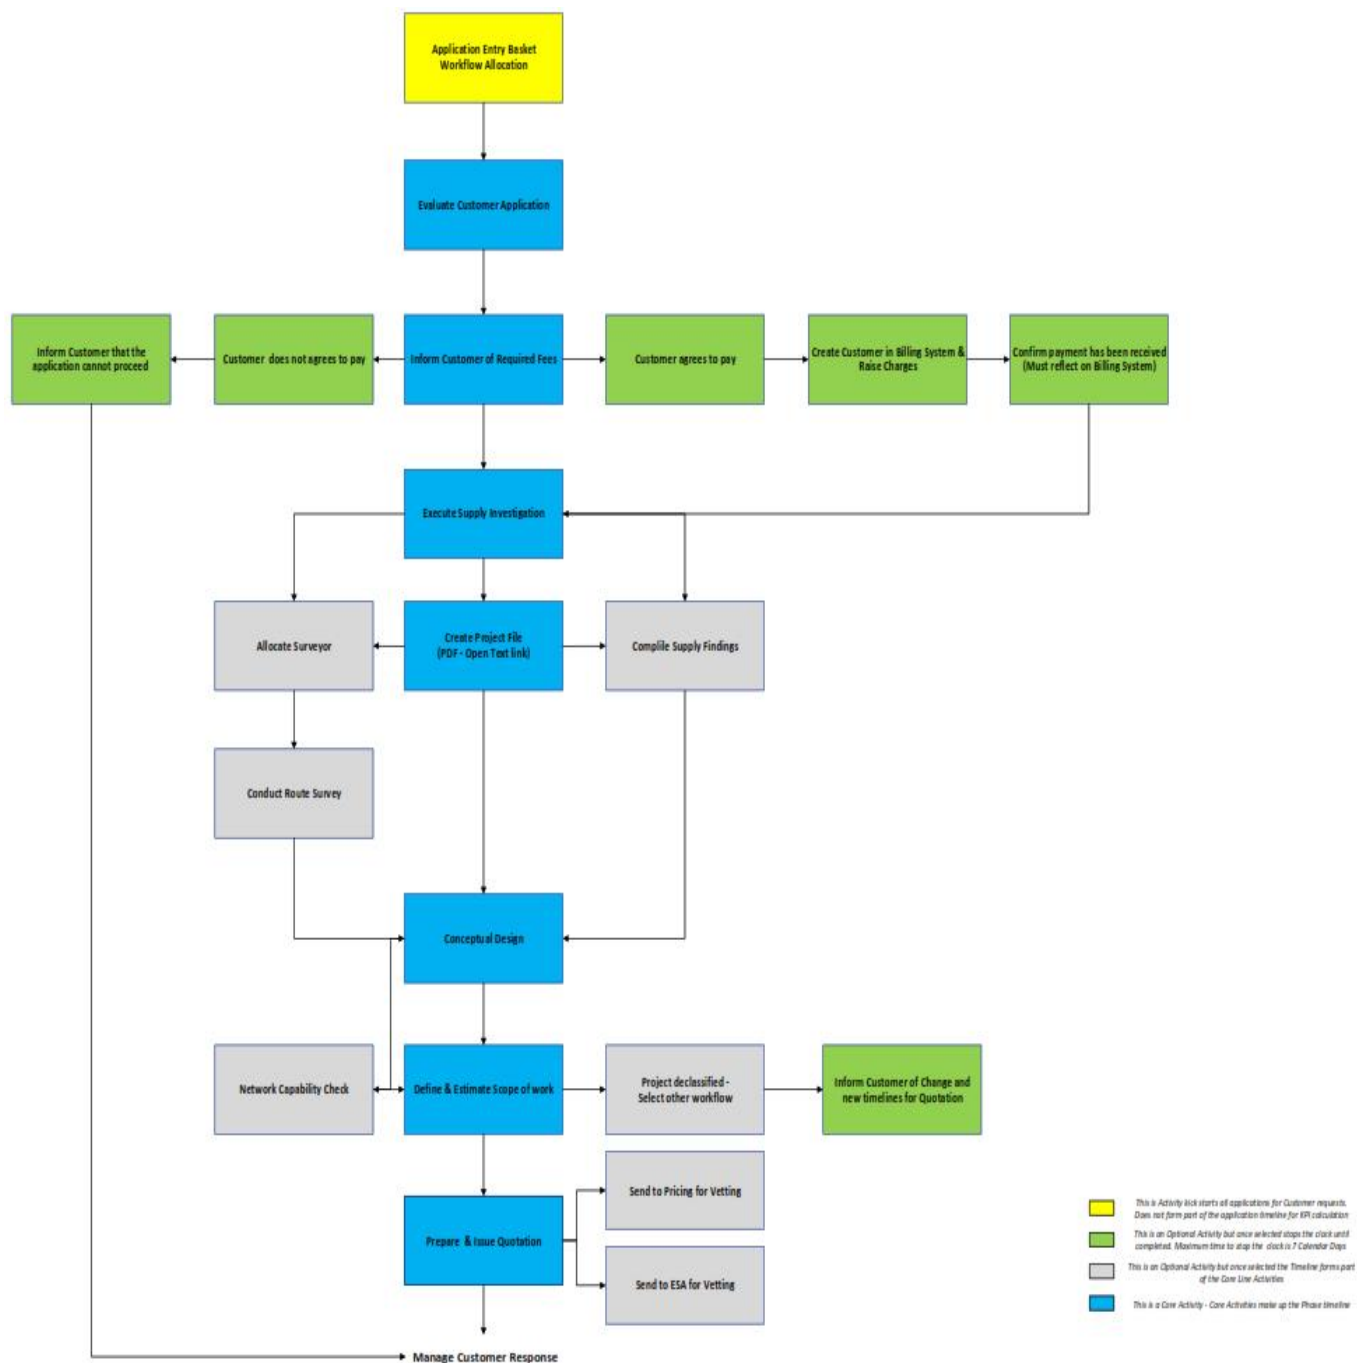 Application Entry Basket
Workflow Allocation
Evaluate Customer Application
Inform Customer that the
application cannot proceed
Customer does not agrees to pay
Inform Customer of Required Fees
Customer agrees to pay
Create Customer in Billing System &
Raise Charges
Confirm payment has been received
(Must reflect on Billing System)
Execute Supply Investigation
Allocate Surveyor
Create Project File
(PDF - Open Text link)
Complile Supply Findings
Conduct Route Survey
Conceptual Design
Network Capability Check
Define & Estimate Scope of work
Project declassified -
Select other workflow
Inform Customer of Change and
new timelines for Quotation
Send to Pricing for Vetting
Prepare & Issue Quotation
Send to ESA for Vetting
Manage Customer Response
This is Activity kick starts all applications for Customer requests.
Does not form part of the application timeline for KPI calculation
This is an Optional Activity but once selected stops the clock until
completed. Maximum time to stop the clock is 7 Calendar Days
This is an Optional Activity but once selected the Timeline forms part
of the Core Line Activities
This is a Core Activity - Core Activities make up the Phase timeline